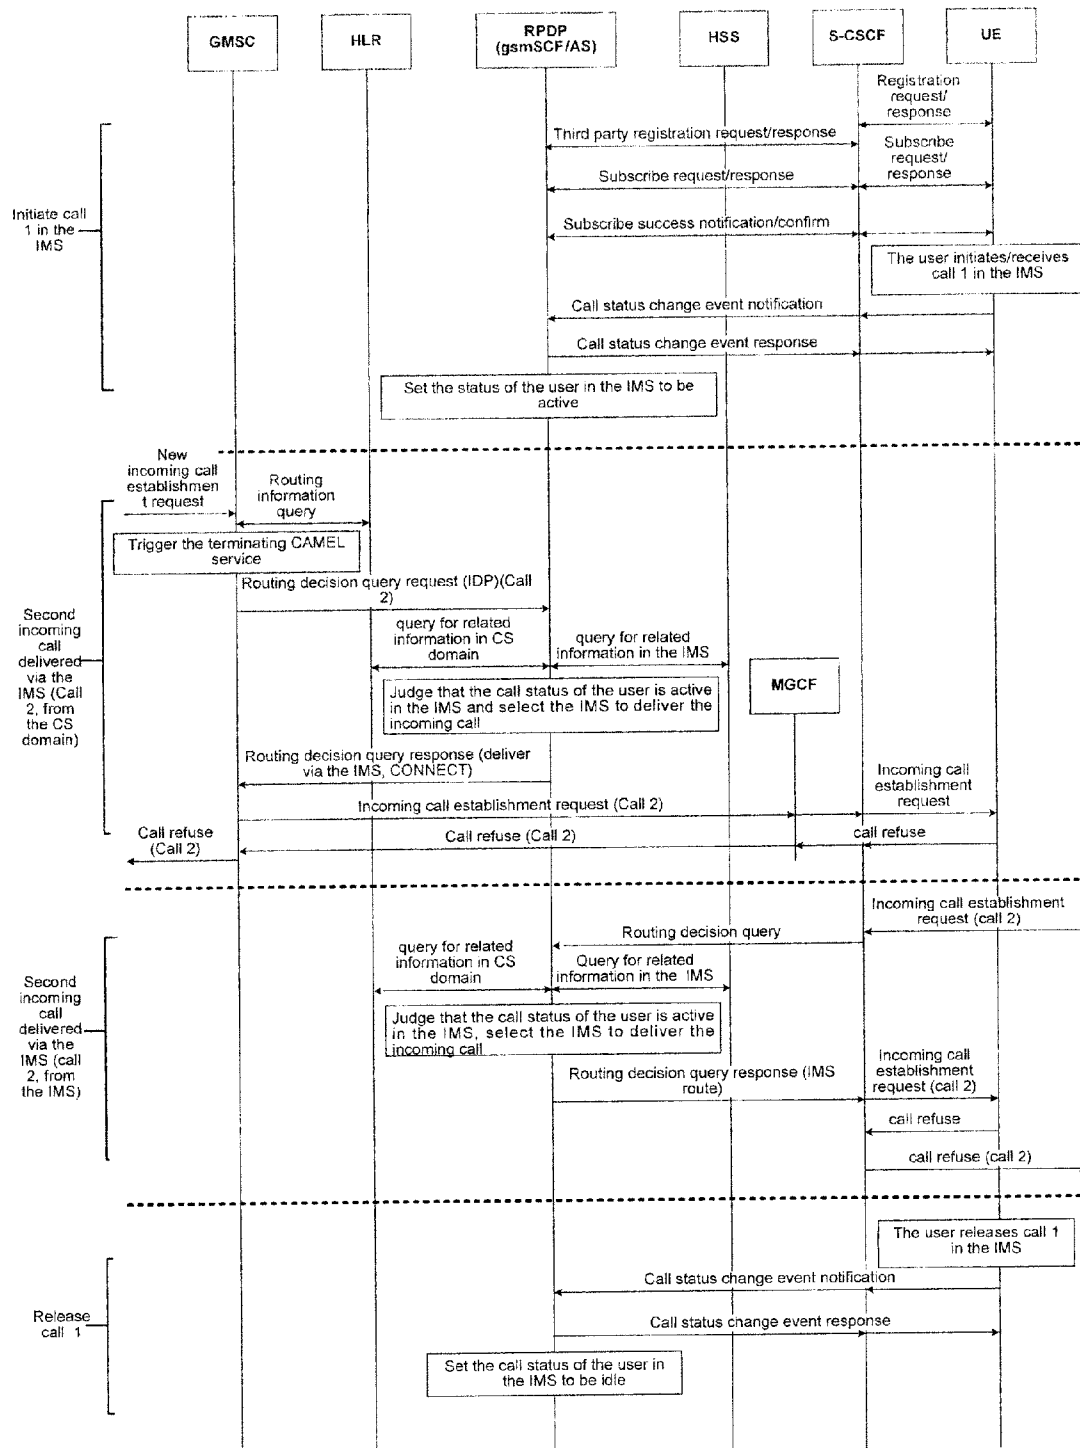 GMSC
HLR
RPDP
(gsmSCF/AS)
HSS
S-CSCF
UE
Registration
request/
response
Third party registration request/response
Subscribe
request/
response
Subscribe request/response
Initiate call
1 in the
IMS
Subscribe success notification/confirm
The user initiates/receives
call 1 in the IMS
Call status change event notification
Call status change event response
Set the status of the user in the IMS to be
active
New
incoming call
establishmen
t request
Routing
information
query
Trigger the terminating CAMEL
service
Routing decision query request (IDP)(Call
2)
Second
incoming
call
delivered
via the
IMS (Call
2, from
the CS
domain)
query for related
information in CS
domain
query for related
information in the IMS
MGCF
Judge that the call status of the user is active
in the IMS and select the IMS to deliver the
incoming call
Routing decision query response (deliver
via the IMS, CONNECT)
Incoming call
establishment
request
Incoming call establishment request (Call 2)
Call refuse
(Call 2)
Call refuse (Call 2)
call refuse
Incoming call establishment
request (call 2)
Routing decision query
query for related
information in CS
domain
Query for related
information in the IMS
Second
incoming
call
delivered
via the
IMS (call
2, from
the IMS)
Judge that the call status of the user is active
in the IMS, select the IMS to deliver the
incoming call
Routing decision query response (IMS
route)
Incoming call
establishment
request (call 2)
call refuse
call refuse (call 2)
The user releases call 1
in the IMS
Call status change event notification
Release
call 1
Call status change event response
Set the call status of the user in
the IMS to be idle